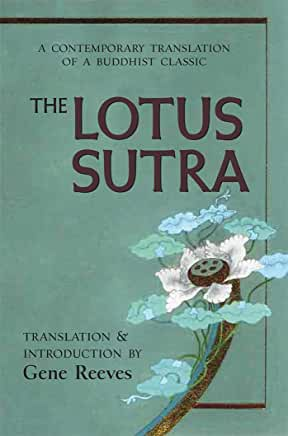 A CONTEMPORARY TRANSLATION
OF A BUDDHIST CLASSIC
THE LOTUS
SUTRA
TRANSLATION &
INTRODUCTION BY
Gene Reeves